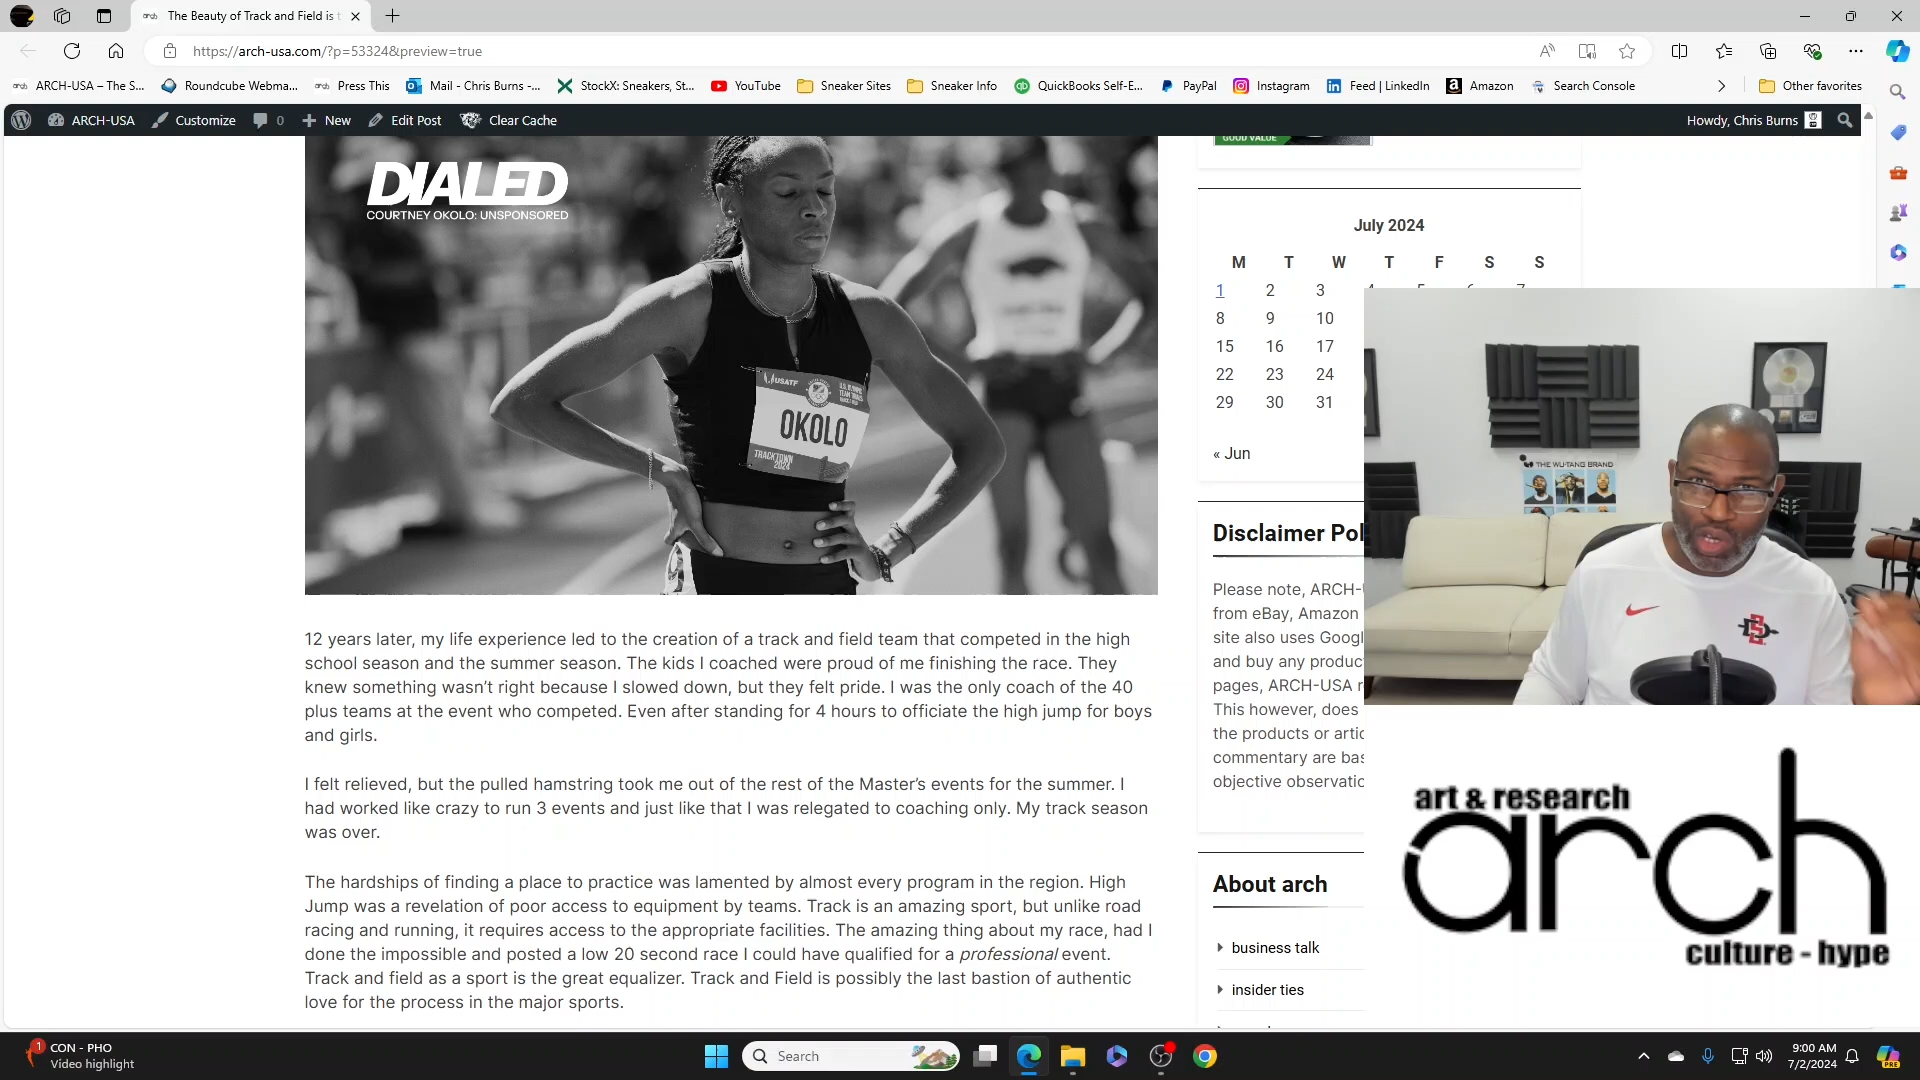 The Beauty of Track and Field is t
https://arch-usa.com/?p=53324&preview=true
ARCH-USA – The S...
Roundcube Webma...
Press This
Mail - Chris Burns -...
StockX: Sneakers, St...
YouTube
Sneaker Sites
Sneaker Info
QuickBooks Self-E...
PayPal
Instagram
Feed | LinkedIn
Amazon
Search Console
Other favorites
ARCH-USA
Customize
0
New
Edit Post
Clear Cache
Howdy, Chris Burns
DIALED
COURTNEY OKOLO: UNSPONSORED
USATF
OKOLO
TRACKTOWN
2024
12 years later, my life experience led to the creation of a track and field team that competed in the high
school season and the summer season. The kids I coached were proud of me finishing the race. They
knew something wasn’t right because I slowed down, but they felt pride. I was the only coach of the 40
plus teams at the event who competed. Even after standing for 4 hours to officiate the high jump for boys
and girls.
I felt relieved, but the pulled hamstring took me out of the rest of the Master’s events for the summer. I
had worked like crazy to run 3 events and just like that I was relegated to coaching only. My track season
was over.
The hardships of finding a place to practice was lamented by almost every program in the region. High
Jump was a revelation of poor access to equipment by teams. Track is an amazing sport, but unlike road
racing and running, it requires access to the appropriate facilities. The amazing thing about my race, had I
done the impossible and posted a low 20 second race I could have qualified for a professional event.
Track and field as a sport is the great equalizer. Track and Field is possibly the last bastion of authentic
love for the process in the major sports.
GOOD VALUE
July 2024
M T W T F S S
1 2 3
8 9 10
15 16 17
22 23 24
29 30 31
« Jun
Disclaimer Pol
Please note, ARCH-U
from eBay, Amazon
site also uses Googl
and buy any produc
pages, ARCH-USA r
This however, does
the products or artic
commentary are bas
objective observatio
About arch
business talk
insider ties
THE WU-TANG BRAND
SD
art & research
arch
culture - hype
1
CON - PHO
Video highlight
Search
PRE
9:00 AM
7/2/2024